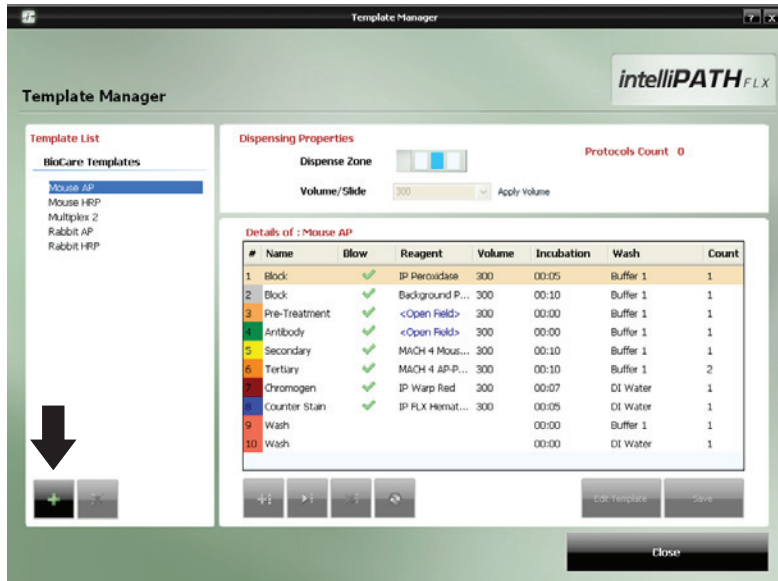 Template Manager
? X
intelliPATH FLX
Template Manager
Template List
BioCare Templates
Mouse AP
Mouse HRP
Multiplex 2
Rabbit AP
Rabbit HRP
Dispensing Properties
Dispense Zone
Protocols Count 0
Volume/Slide 300 Apply Volume
Details of : Mouse AP
# Name Blow Reagent Volume Incubation Wash Count
1 Block IP Peroxidase 300 00:05 Buffer 1 1
2 Block Background P... 300 00:10 Buffer 1 1
3 Pre-Treatment <Open Field> 300 00:00 Buffer 1 1
4 Antibody <Open Field> 300 00:00 Buffer 1 1
5 Secondary MACH 4 Mous... 300 00:10 Buffer 1 1
6 Tertiary MACH 4 AP-P... 300 00:10 Buffer 1 2
7 Chromogen IP Warp Red 300 00:07 DI Water 1
8 Counter Stain IP FLX Hemat... 300 00:05 DI Water 1
9 Wash 00:00 Buffer 1 1
10 Wash 00:00 DI Water 1
Edit Template Save
Close